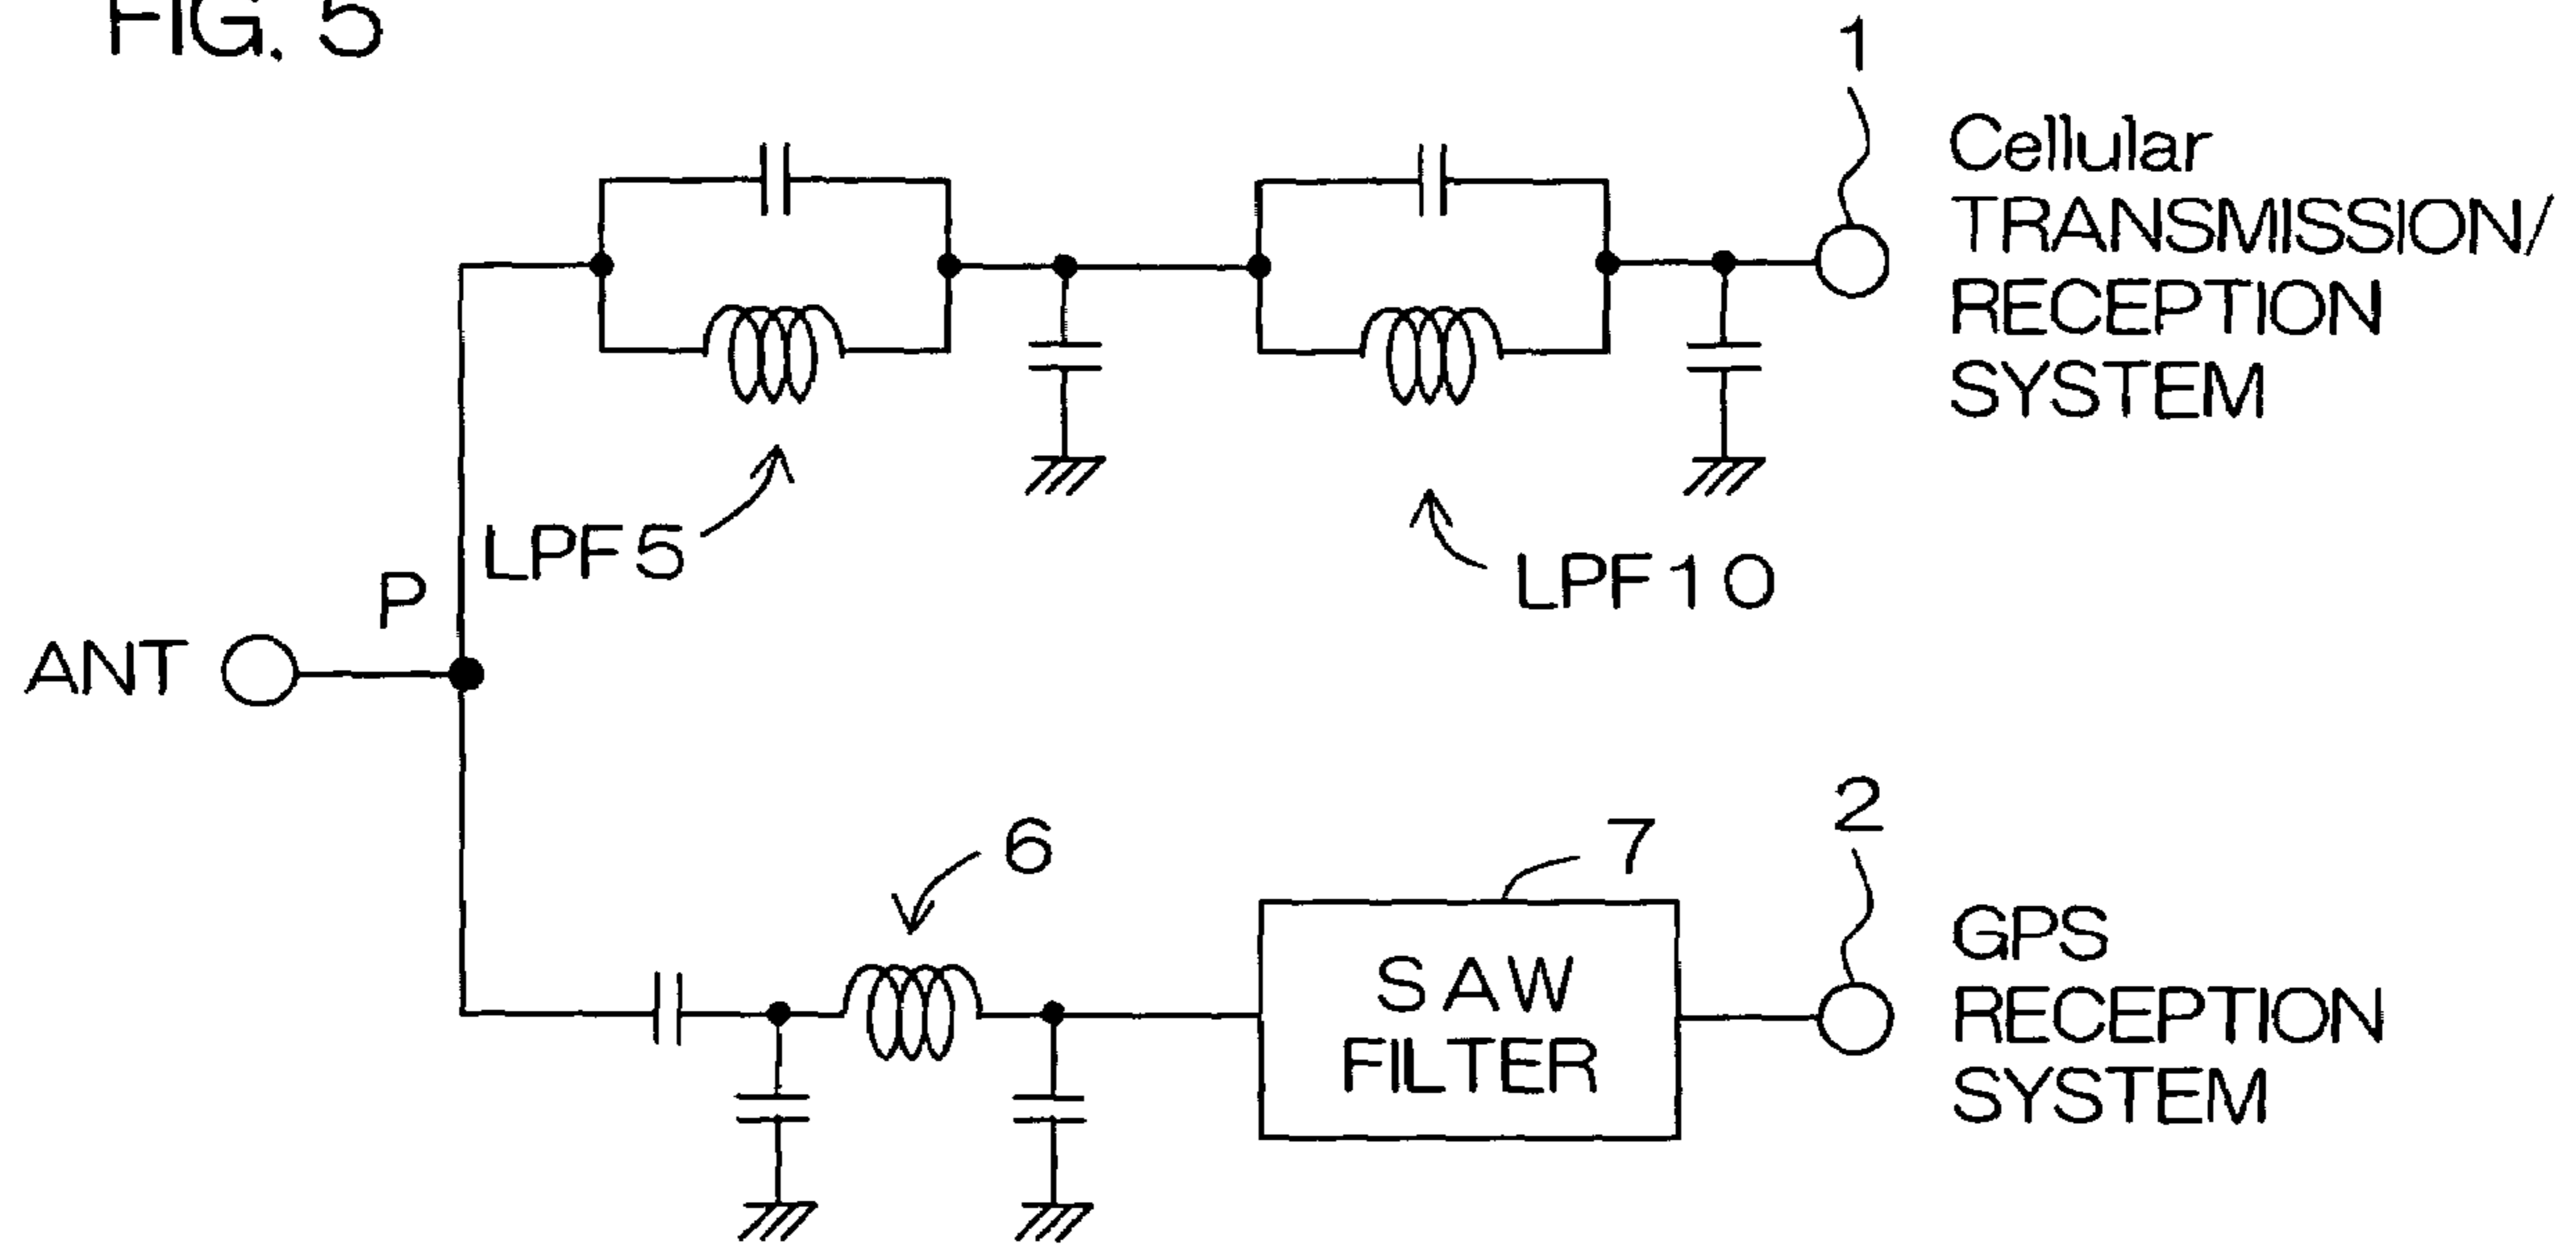 FIG. 5
1
Cellular
TRANSMISSION/
RECEPTION
SYSTEM
LPF5
LPF10
P
ANT
6
7
2
SAW
FILTER
GPS
RECEPTION
SYSTEM